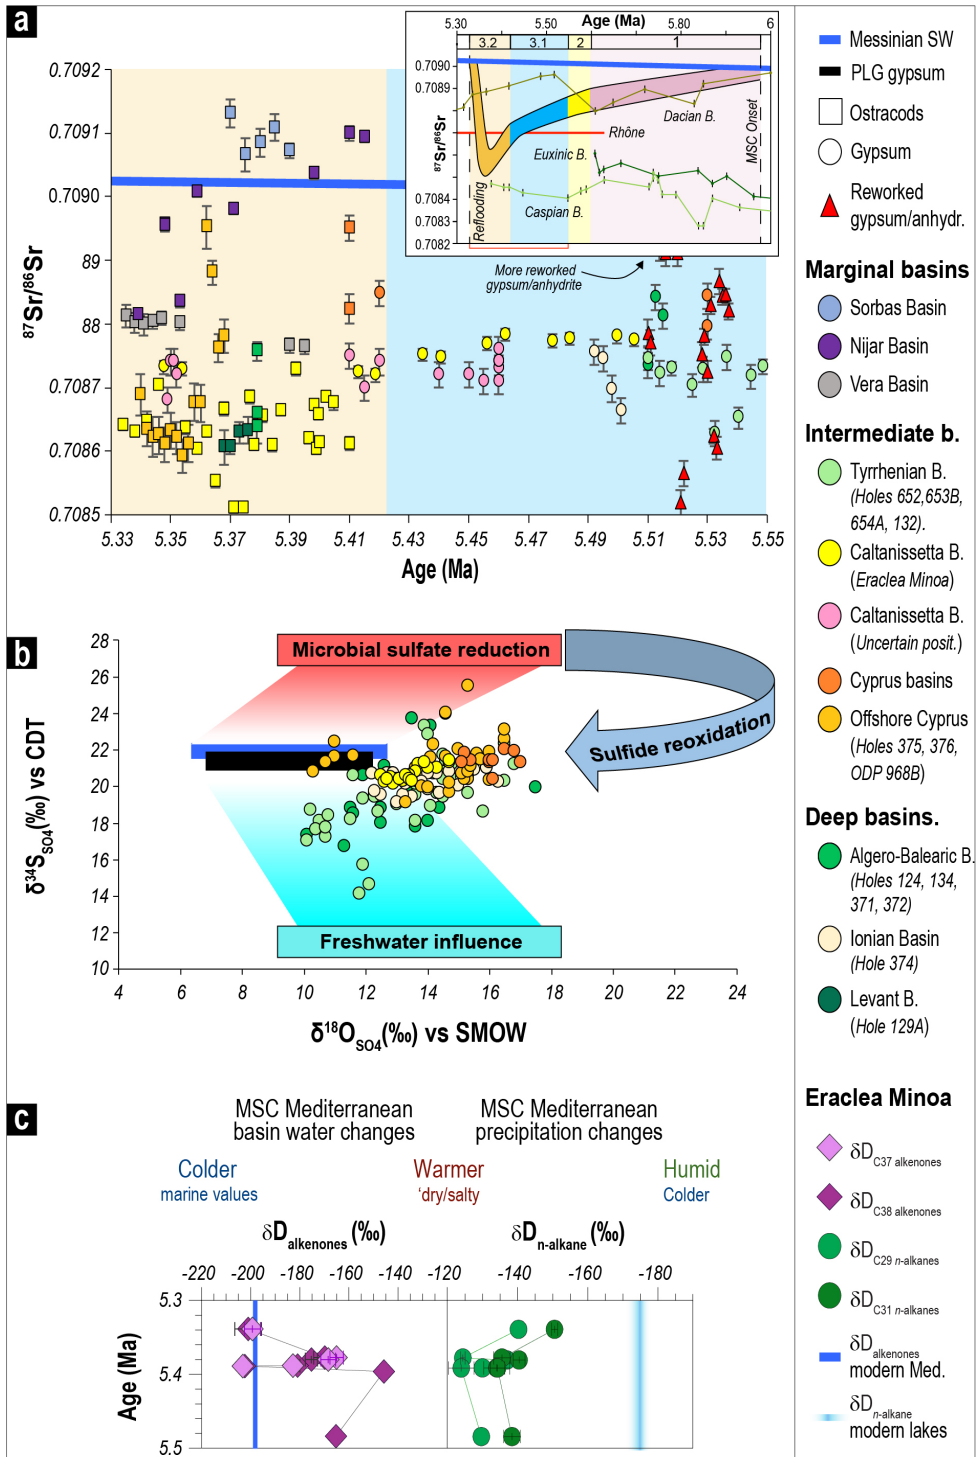 a
0.7092
0.7091
0.7090
89
88
0.7087
0.7086
0.7085
87Sr/86Sr
5.33
5.35
5.37
5.39
5.41
5.43
5.45
5.47
5.49
5.51
5.53
5.55
Age (Ma)
Age (Ma)
5.30
5.50
5.80
6
3.2
3.1
2
1
0.7090
0.7089
0.7084
0.7083
0.7082
87Sr/86Sr
Dacian B.
Rhône
Euxinic B.
Caspian B.
Reflooding
MSC Onset
More reworked
gypsum/anhydrite
b
28
26
24
22
20
18
16
14
12
10
δ34SSO4(‰) vs CDT
Microbial sulfate reduction
Sulfide reoxidation
Freshwater influence
4
6
8
10
12
14
16
18
20
22
24
δ18OSO4(‰) vs SMOW
c
MSC Mediterranean
basin water changes
MSC Mediterranean
precipitation changes
Colder
marine values
Warmer
'dry/salty
Humid
Colder
δDalkenones (‰)
δDn-alkane (‰)
-220
-200
-180
-160
-120
-140
-160
-180
5.3
5.4
5.5
Age (Ma)
Messinian SW
PLG gypsum
Ostracods
Gypsum
Reworked
gypsum/anhydr.
Marginal basins
Sorbas Basin
Nijar Basin
Vera Basin
Intermediate b.
Tyrrhenian B.
(Holes 652,653B,
654A, 132).
Caltanissetta B.
(Eraclea Minoa)
Caltanissetta B.
(Uncertain posit.)
Cyprus basins
Offshore Cyprus
(Holes 375, 376,
ODP 968B)
Deep basins.
Algero-Balearic B.
(Holes 124, 134,
371, 372)
Ionian Basin
(Hole 374)
Levant B.
(Hole 129A)
Eraclea Minoa
δDC37 alkenones
δDC38 alkenones
δDC29 n-alkanes
δDC31 n-alkanes
δDalkenones
modern Med.
δDn-alkane
modern lakes